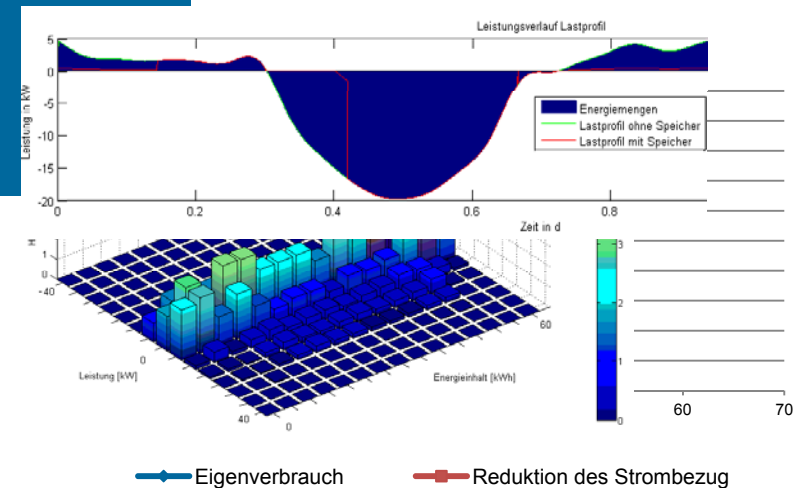 Leistungsverlauf Lastprofil
5
0
-5
-10
-15
-20
Leistung in kW
Energiemengen
Lastprofil ohne Speicher
Lastprofil mit Speicher
0 0.2 0.4 0.6 0.8
Zeit in d
H
1
0
-40
0
40
Leistung [kW]
0
60
Energieinhalt [kWh]
3
2
1
0
60 70
Eigenverbrauch Reduktion des Strombezug